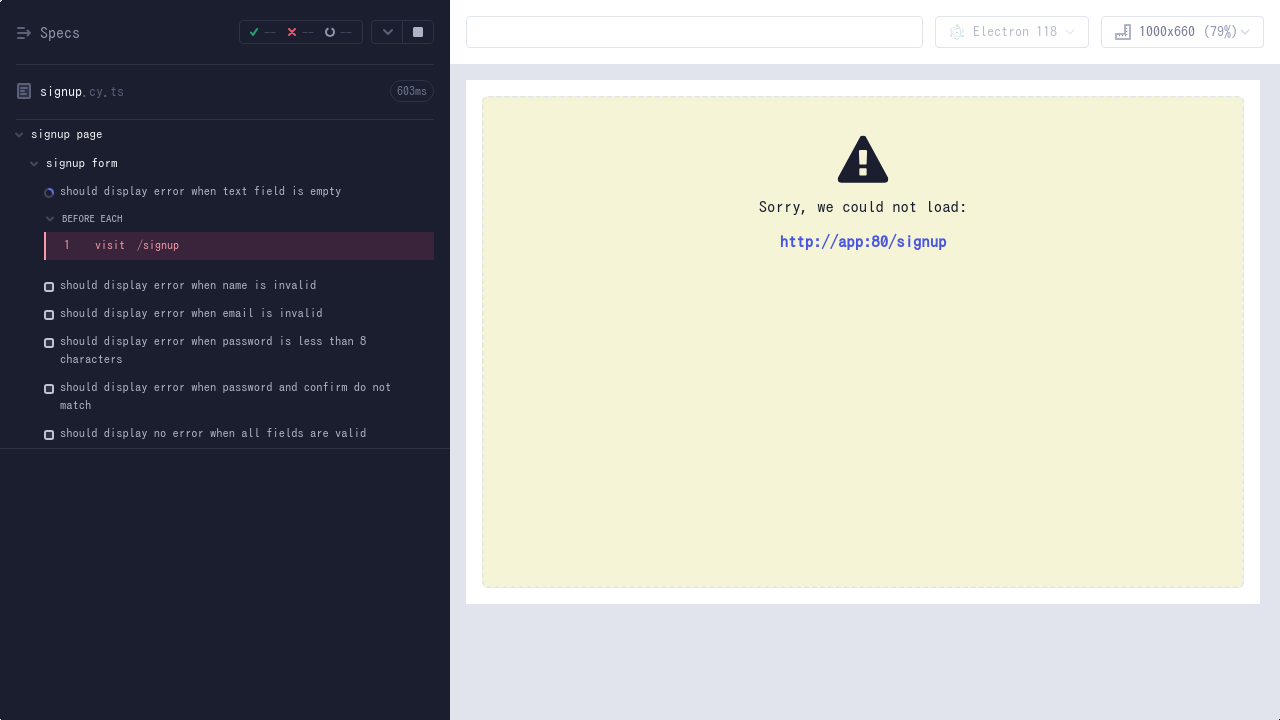 Specs
--
--
--
signup.cy.ts
603ms
signup page
signup form
should display error when text field is empty
BEFORE EACH
1 visit /signup
should display error when name is invalid
should display error when email is invalid
should display error when password is less than 8
characters
should display error when password and confirm do not
match
should display no error when all fields are valid
Electron 118
1000x660 (79%)
Sorry, we could not load:
http://app:80/signup